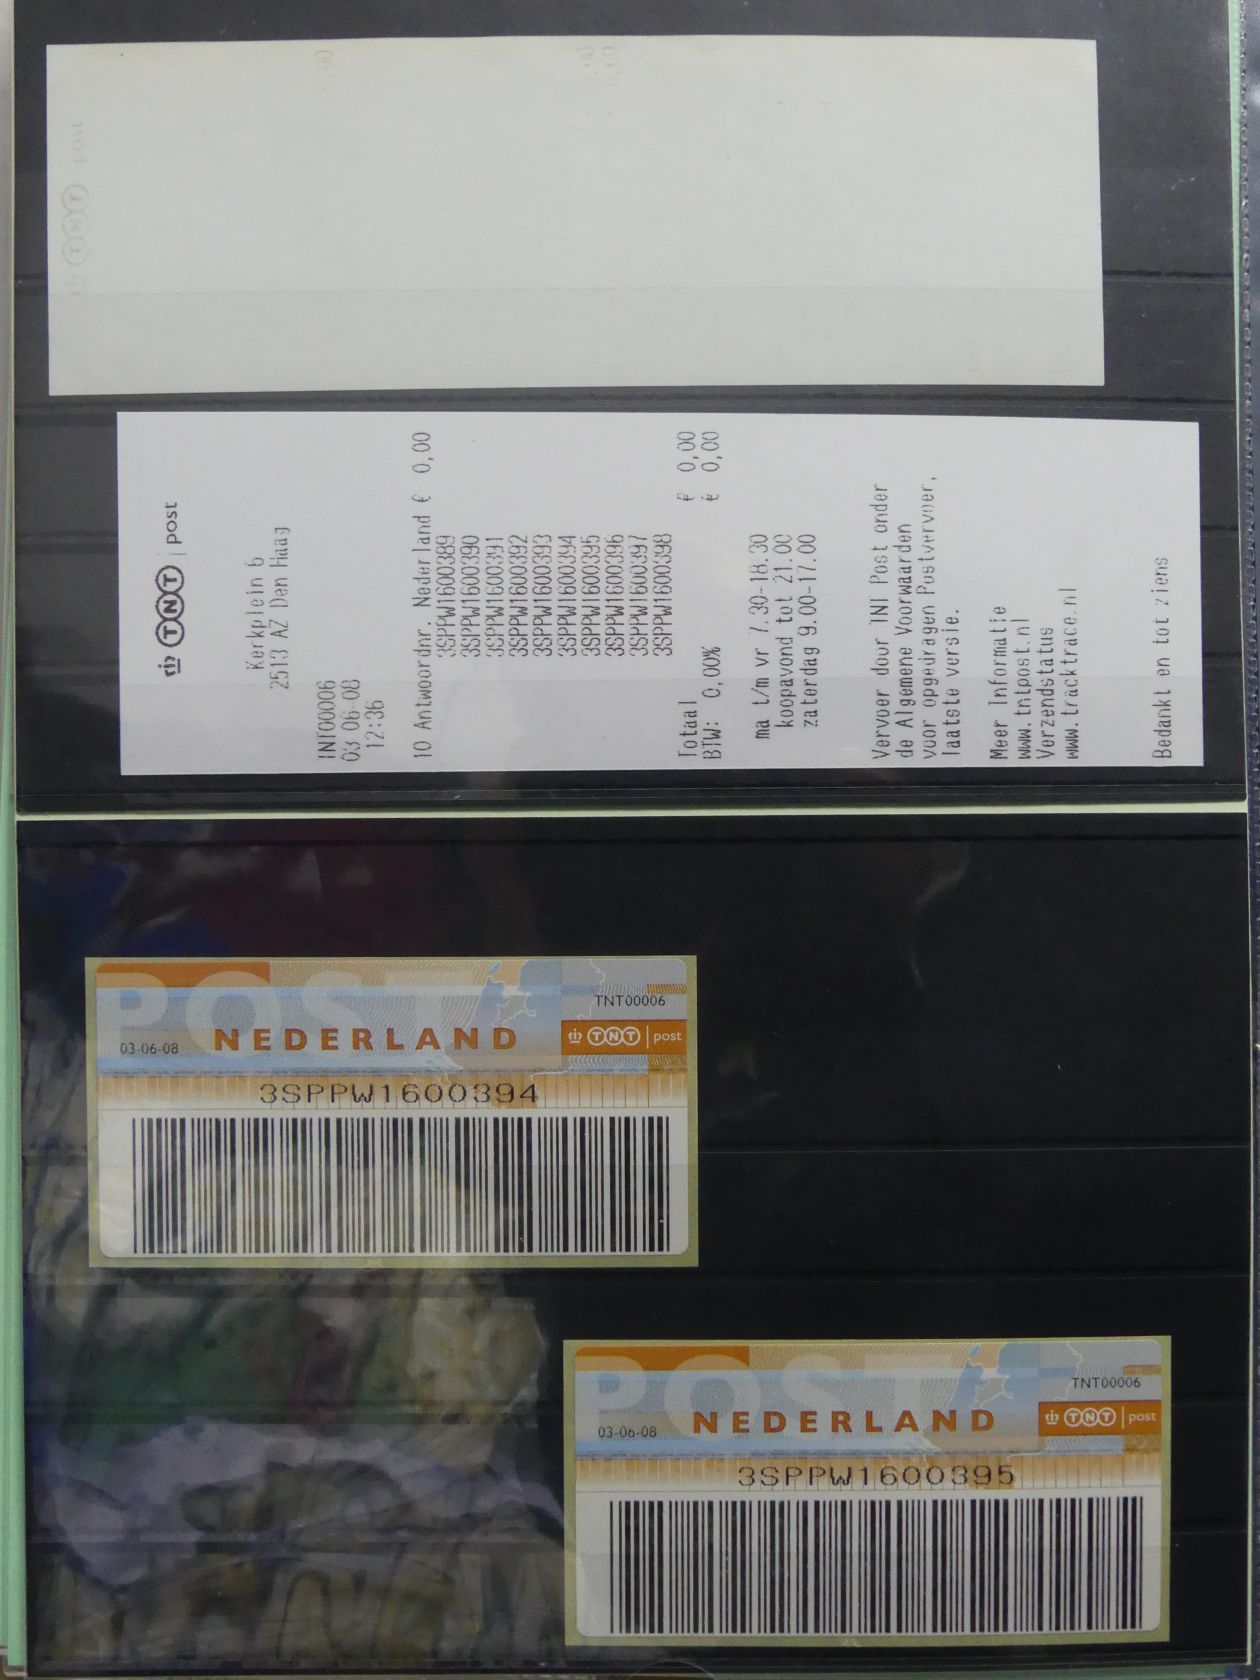 TNT | post
Kerkplein 6
2513 AZ Den Haag
TNT00006
03-06-08
12:36
10 Antwoordnr. Nederland € 0,00
3SPPW1600389
3SPPW1600390
3SPPW1600391
3SPPW1600392
3SPPW1600393
3SPPW1600394
3SPPW1600395
3SPPW1600396
3SPPW1600397
3SPPW1600398
Totaal € 0,00
BTW: 0,00% € 0,00
ma t/m vr 7.30-18.30
koopavond tot 21.00
zaterdag 9.00-17.00
Vervoer door TNT Post onder
de Algemene Voorwaarden
voor opgedragen Postvervoer,
laatste versie.
Meer Informatie
www.tntpost.nl
Verzendstatus
www.tracktrace.nl
Bedankt en tot ziens
POST
TNT00006
03-06-08 NEDERLAND TNT | post
3SPPW1600394
POST
TNT00006
03-06-08 NEDERLAND TNT | post
3SPPW1600395